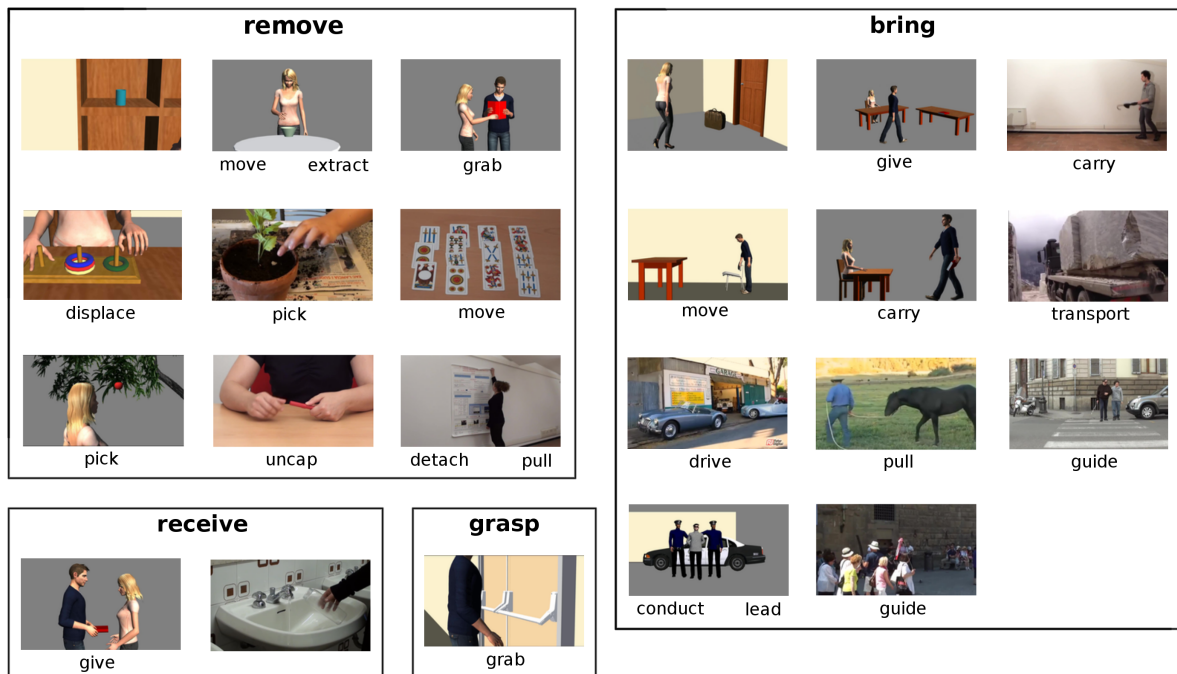 remove
move extract
grab
displace
pick
move
pick
uncap
detach pull
bring
give
carry
move
carry
transport
GARAGE
drive
pull
guide
conduct lead
guide
receive
give
grasp
grab